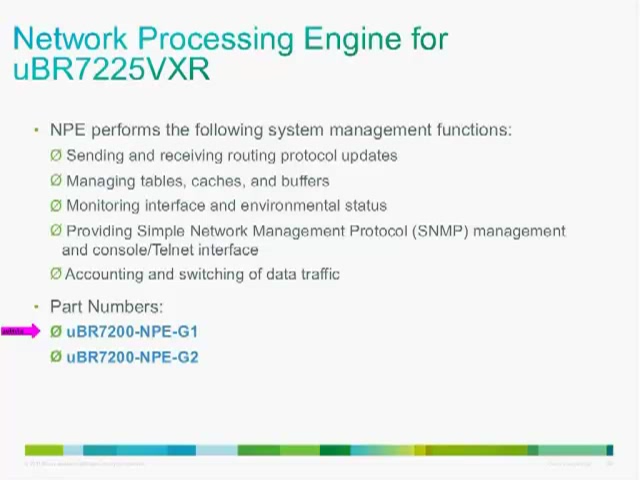 Network Processing Engine for
uBR7225VXR
• NPE performs the following system management functions:
Ø Sending and receiving routing protocol updates
Ø Managing tables, caches, and buffers
Ø Monitoring interface and environmental status
Ø Providing Simple Network Management Protocol (SNMP) management
and console/Telnet interface
Ø Accounting and switching of data traffic
• Part Numbers:
Ø uBR7200-NPE-G1
Ø uBR7200-NPE-G2